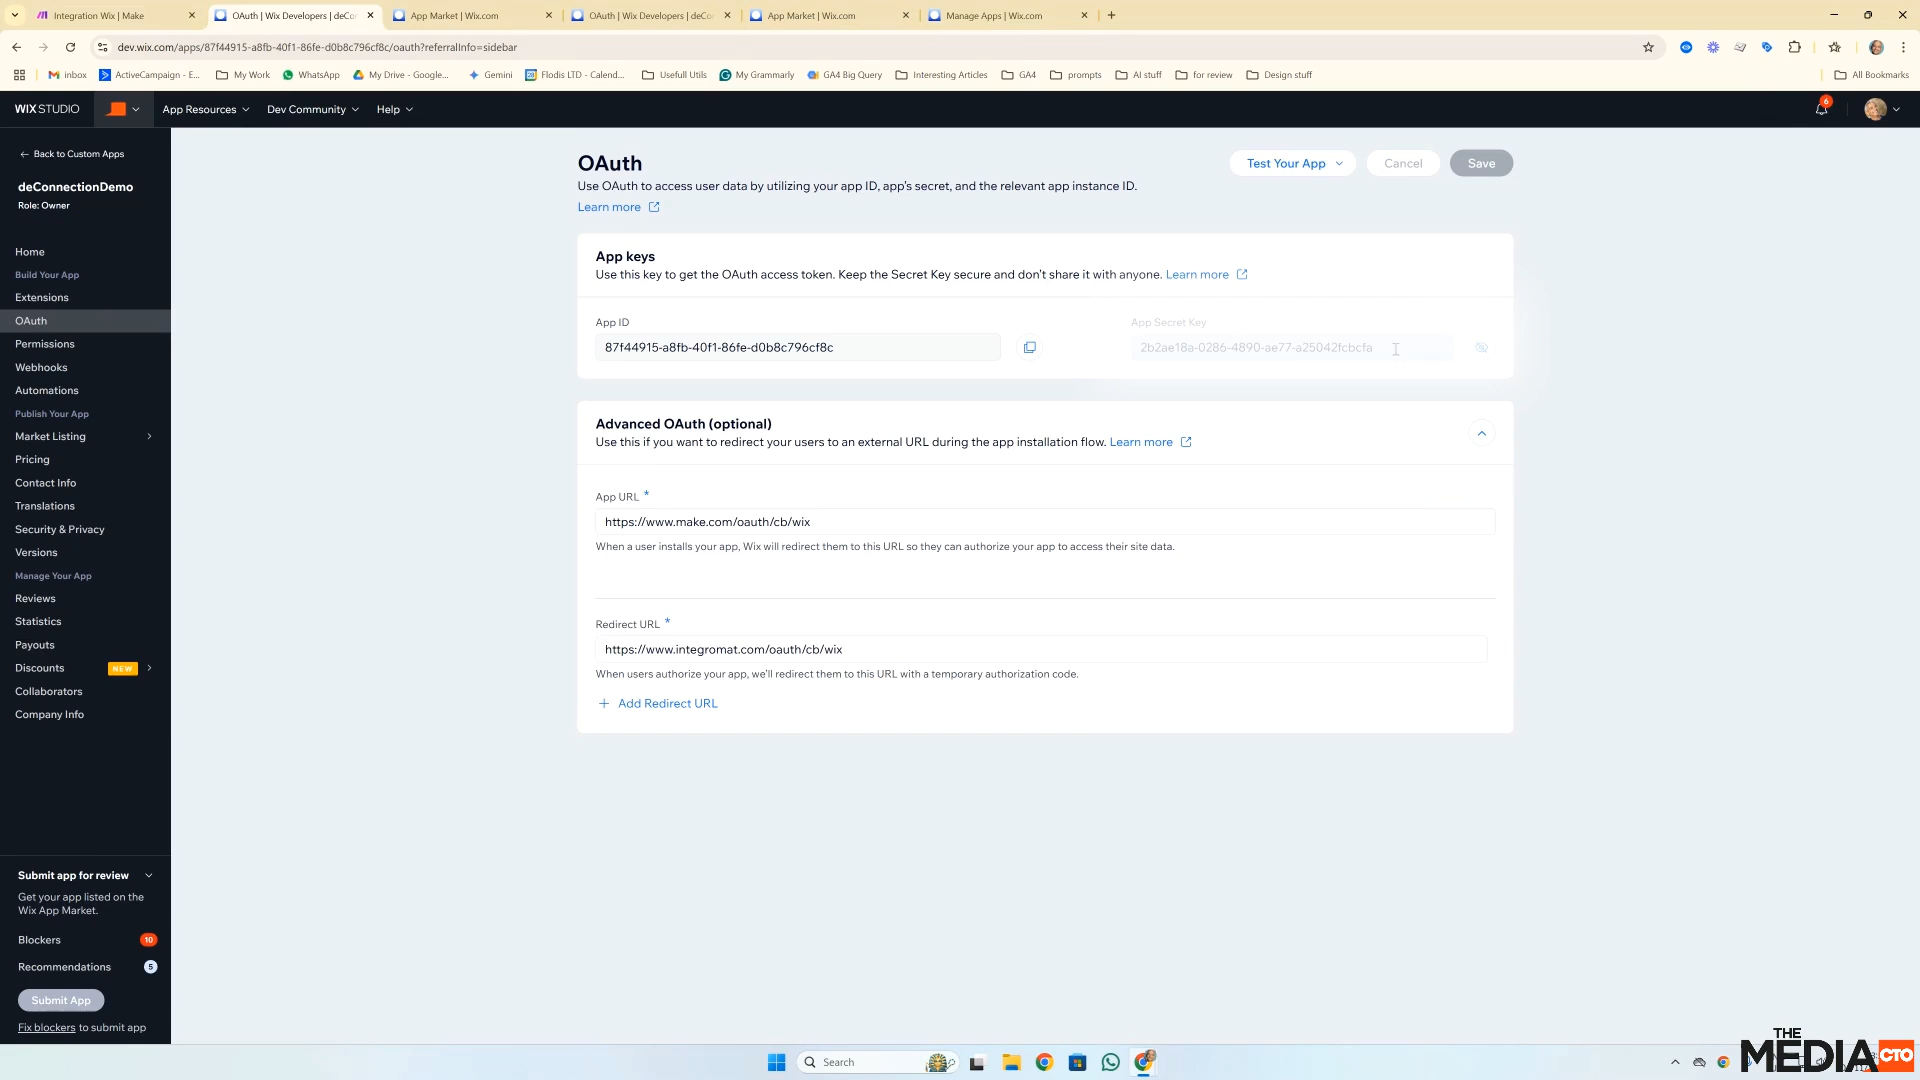 Integration Wix | Make
OAuth | Wix Developers | deCo
App Market | Wix.com
OAuth | Wix Developers | deCo
App Market | Wix.com
Manage Apps | Wix.com
dev.wix.com/apps/87f44915-a8fb-40f1-86fe-d0b8c796cf8c/oauth?referralInfo=sidebar
inbox
ActiveCampaign - E...
My Work
WhatsApp
My Drive - Google...
Gemini
Flodis LTD - Calend...
Usefull Utils
My Grammarly
GA4 Big Query
Interesting Articles
GA4
prompts
AI stuff
for review
Design stuff
All Bookmarks
WIX STUDIO
App Resources
Dev Community
Help
6
Back to Custom Apps
deConnectionDemo
Role: Owner
Home
Build Your App
Extensions
OAuth
Permissions
Webhooks
Automations
Publish Your App
Market Listing
Pricing
Contact Info
Translations
Security & Privacy
Versions
Manage Your App
Reviews
Statistics
Payouts
Discounts NEW
Collaborators
Company Info
Submit app for review
Get your app listed on the
Wix App Market.
Blockers 10
Recommendations 5
Submit App
Fix blockers to submit app
OAuth
Test Your App
Cancel
Save
Use OAuth to access user data by utilizing your app ID, app's secret, and the relevant app instance ID.
Learn more
App keys
Use this key to get the OAuth access token. Keep the Secret Key secure and don't share it with anyone. Learn more
App ID
87f44915-a8fb-40f1-86fe-d0b8c796cf8c
App Secret Key
2b2ae18a-0286-4890-ae77-a25042fcbcfa
Advanced OAuth (optional)
Use this if you want to redirect your users to an external URL during the app installation flow. Learn more
App URL *
https://www.make.com/oauth/cb/wix
When a user installs your app, Wix will redirect them to this URL so they can authorize your app to access their site data.
Redirect URL *
https://www.integromat.com/oauth/cb/wix
When users authorize your app, we'll redirect them to this URL with a temporary authorization code.
+ Add Redirect URL
Search
THE
MEDIA CTO